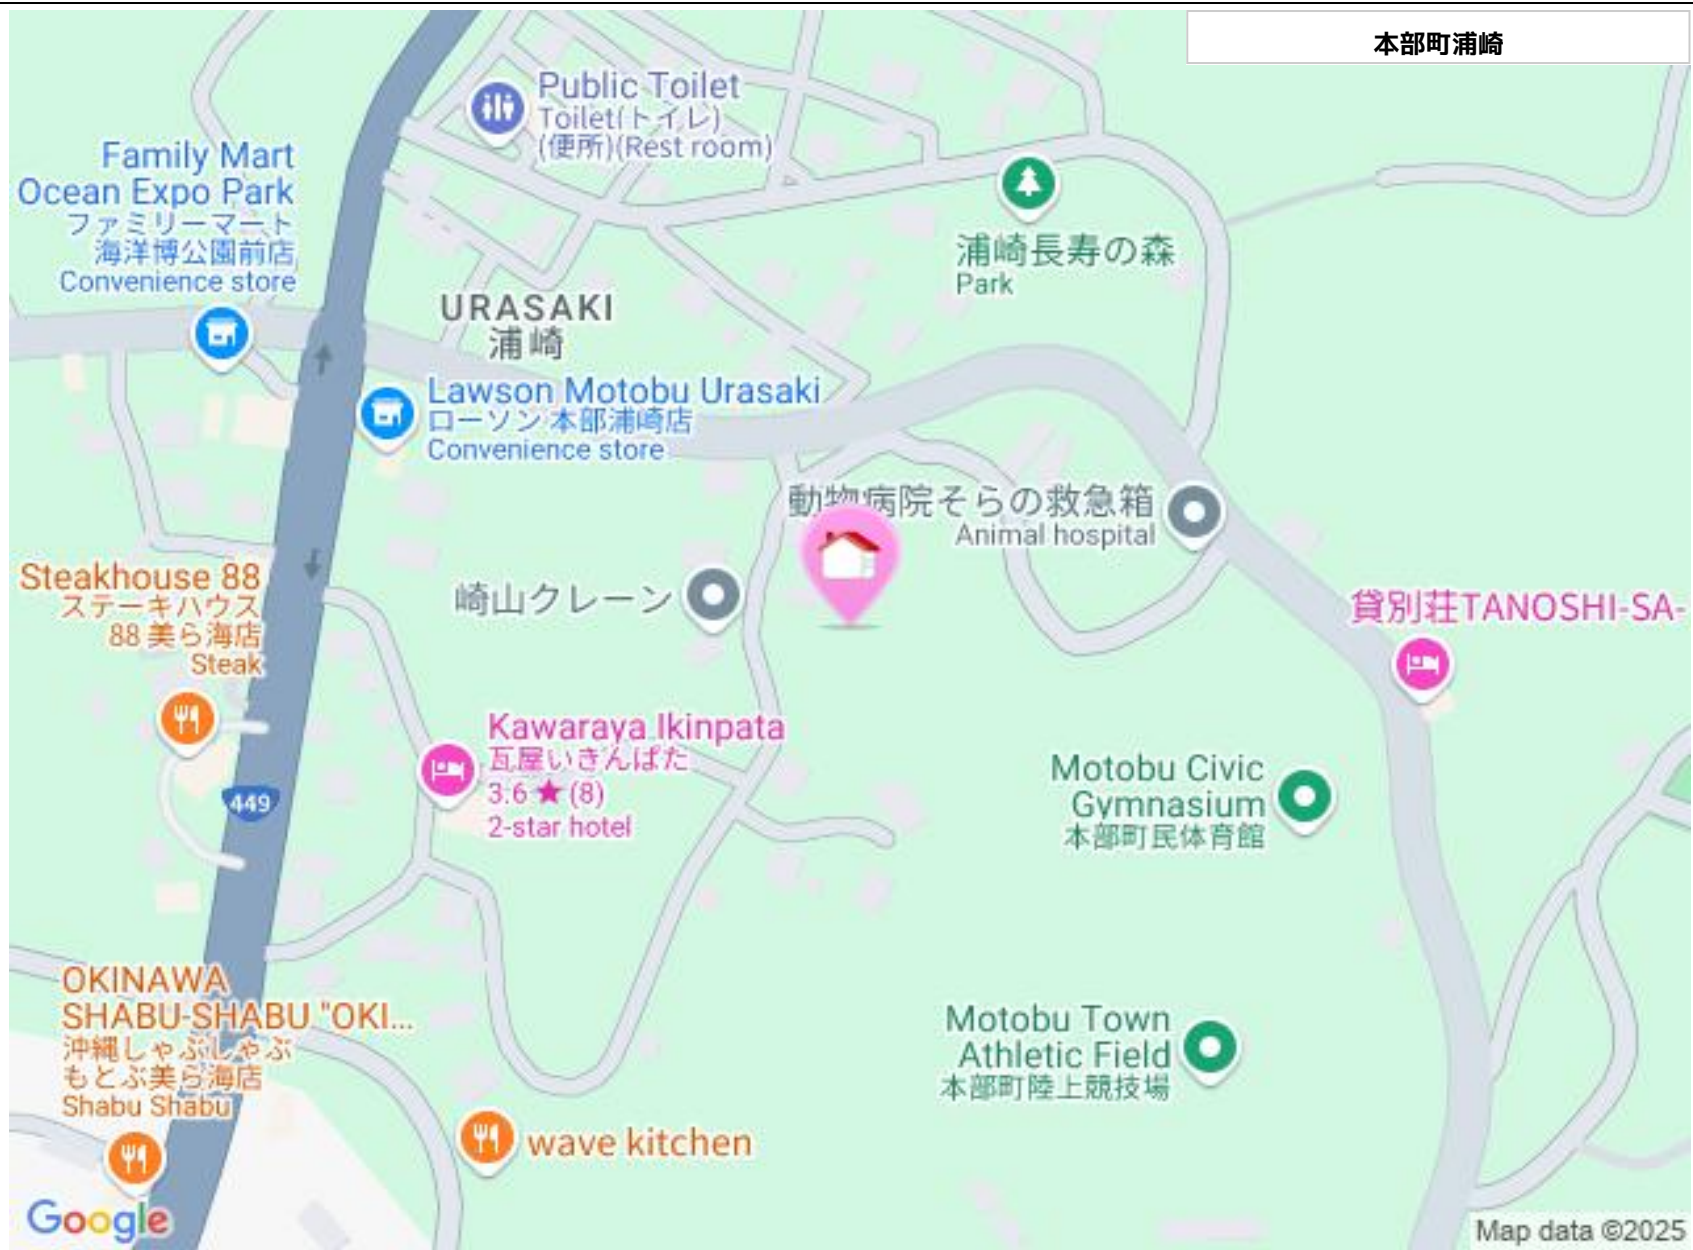 本部町浦崎
Public Toilet
Toilet(トイレ)
(便所)(Rest room)
Family Mart
Ocean Expo Park
ファミリーマート
海洋博公園前店
Convenience store
浦崎長寿の森
Park
URASAKI
浦崎
Lawson Motobu Urasaki
ローソン 本部浦崎店
Convenience store
動物病院そらの救急箱
Animal hospital
Steakhouse 88
ステーキハウス
88 美ら海店
Steak
崎山クレーン
貸別荘TANOSHI-SA-
Kawaraya Ikinpata
瓦屋いきんぱた
3.6 ★ (8)
2-star hotel
449
Motobu Civic
Gymnasium
本部町民体育館
OKINAWA
SHABU-SHABU "OKI...
沖縄しゃぶしゃぶ
もとぶ美ら海店
Shabu Shabu
Motobu Town
Athletic Field
本部町陸上競技場
wave kitchen
Google
Map data ©2025